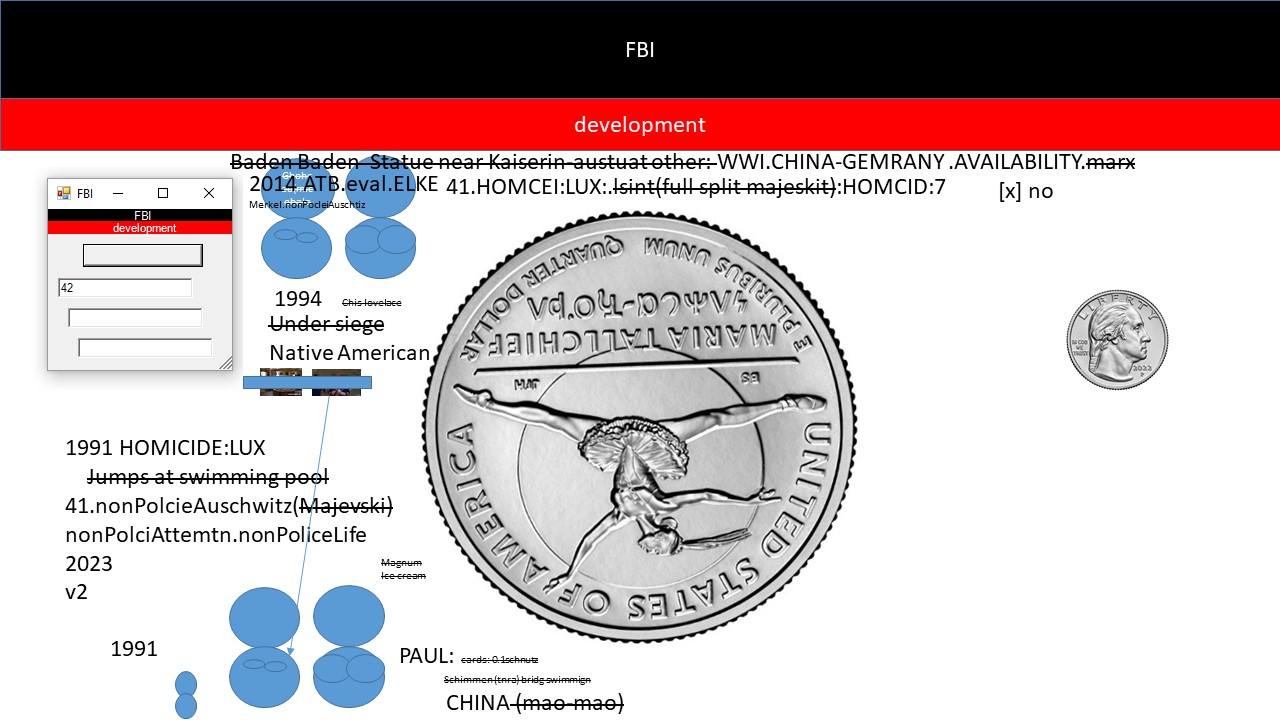 FBI
development
Baden Baden Statue near Kaiserin-austuat other: WWI.CHINA-GEMRANY .AVAILABILITY.marx
2014 ATB.eval.ELKE 41.HOMCEI:LUX:.lsint(full split majeskit):HOMCID:7
[x] no
Merkel.nonPocleiAuschtiz
FBI
FBI
development
42
1994
Chis lovelace
Under siege
Native American
1991 HOMICIDE:LUX
Jumps at swimming pool
41.nonPolcieAuschwitz(Majevski)
nonPolciAttemtn.nonPoliceLife
2023
v2
Magnum
Ice cream
1991
PAUL: cards: 0.1schnutz
Schimmen (tnra) bridg swimmign
CHINA (mao-mao)
UNITED STATES OF AMERICA
BS
JPM
MARIA TALLCHIEF
E PLURIBUS UNUM
QUARTER DOLLAR
LIBERTY
IN GOD
WE
TRUST
2022
P